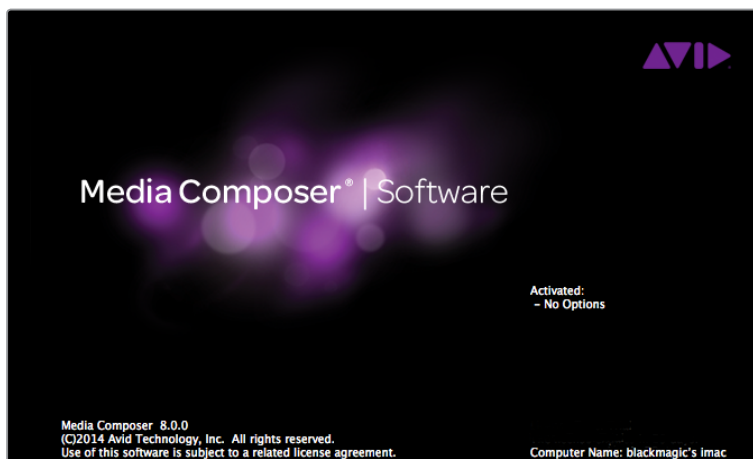 AVID
Media Composer® | Software
Activated:
– No Options
Media Composer 8.0.0
(C)2014 Avid Technology, Inc. All rights reserved.
Use of this software is subject to a related license agreement.
Computer Name: blackmagic's imac